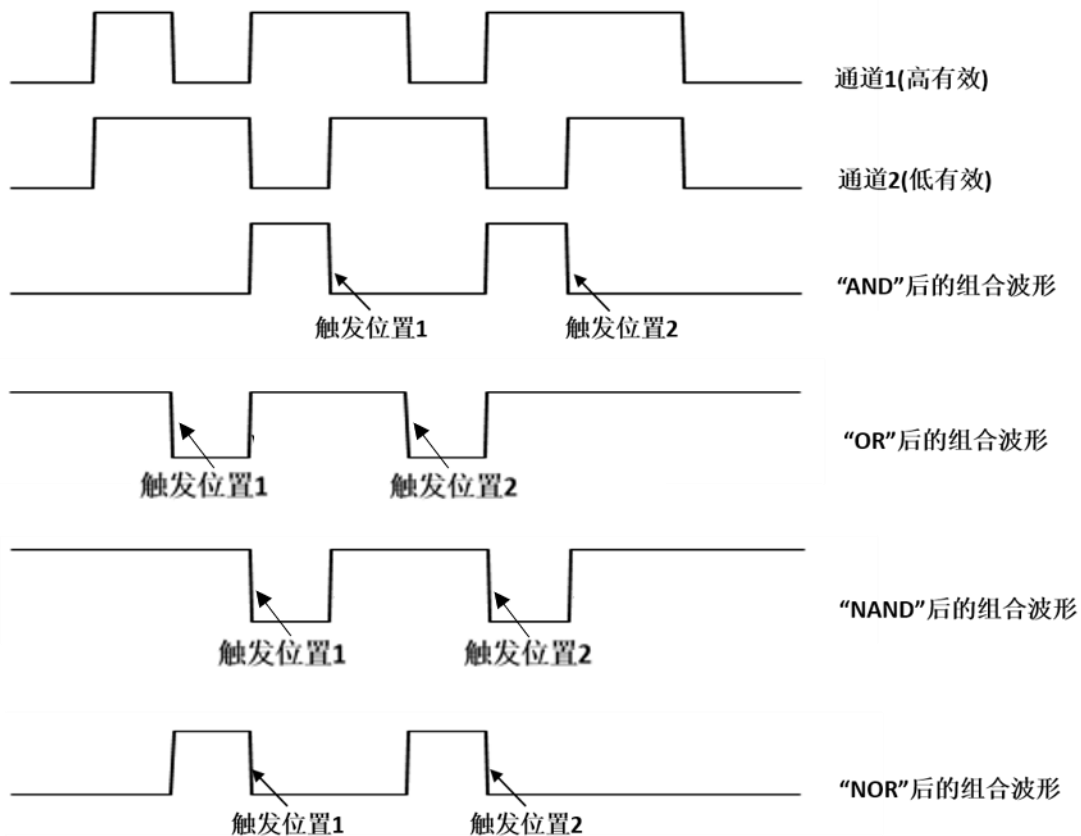 通道1(高有效)
通道2(低有效)
“AND”后的组合波形
触发位置1
触发位置2
“OR”后的组合波形
触发位置1
触发位置2
“NAND”后的组合波形
触发位置1
触发位置2
“NOR”后的组合波形
触发位置1
触发位置2